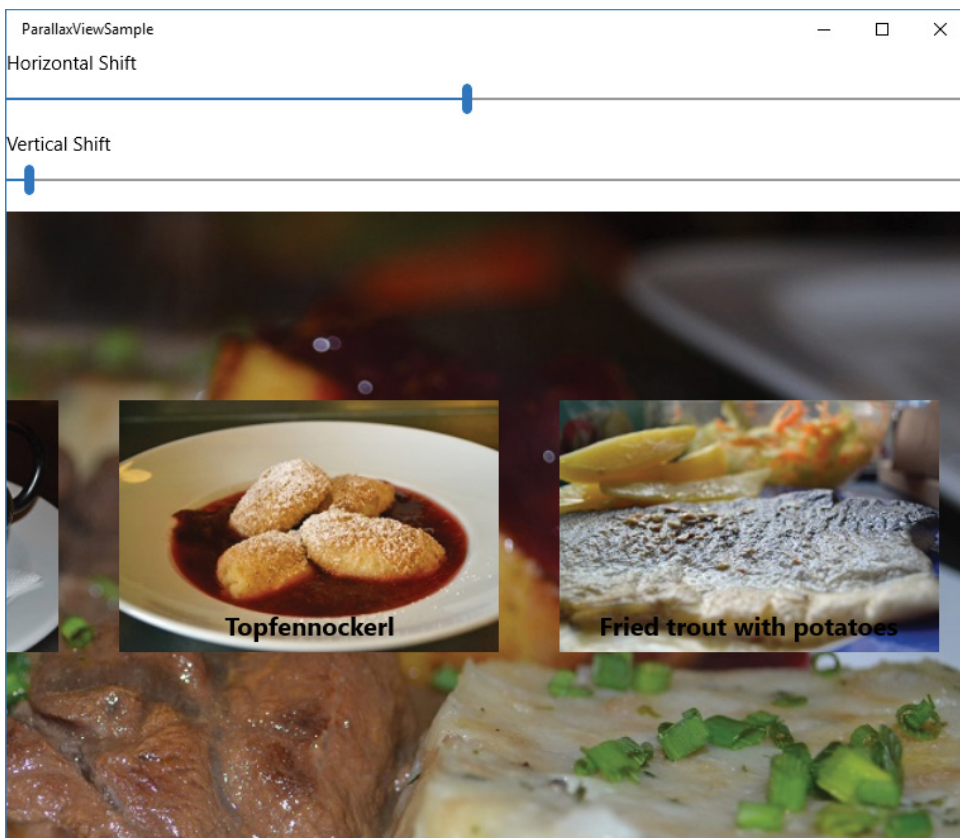 ParallaxViewSample
Horizontal Shift
Vertical Shift
Topfennockerl
Fried trout with potatoes